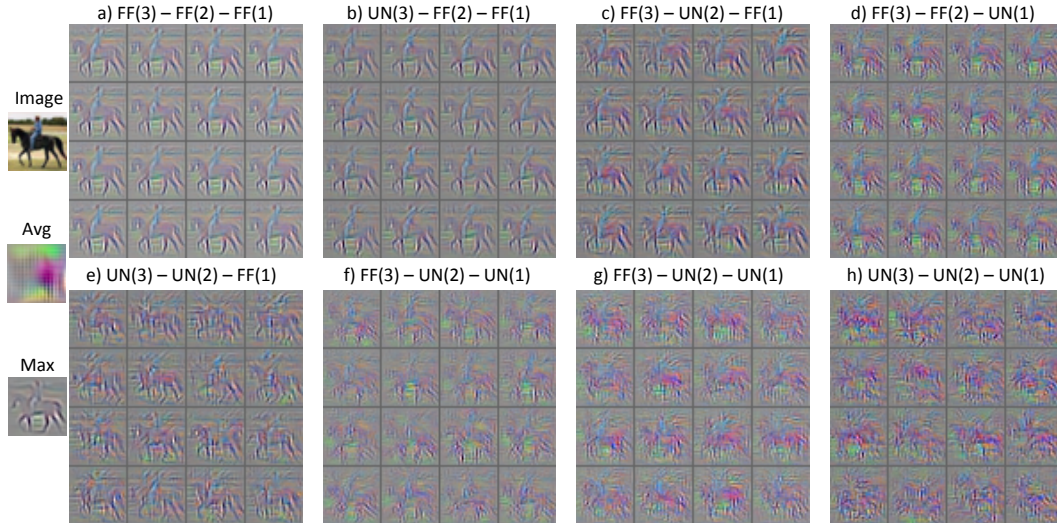 a) FF(3) – FF(2) – FF(1)
b) UN(3) – FF(2) – FF(1)
c) FF(3) – UN(2) – FF(1)
d) FF(3) – FF(2) – UN(1)
Image
Avg
e) UN(3) – UN(2) – FF(1)
f) FF(3) – UN(2) – UN(1)
g) FF(3) – UN(2) – UN(1)
h) UN(3) – UN(2) – UN(1)
Max